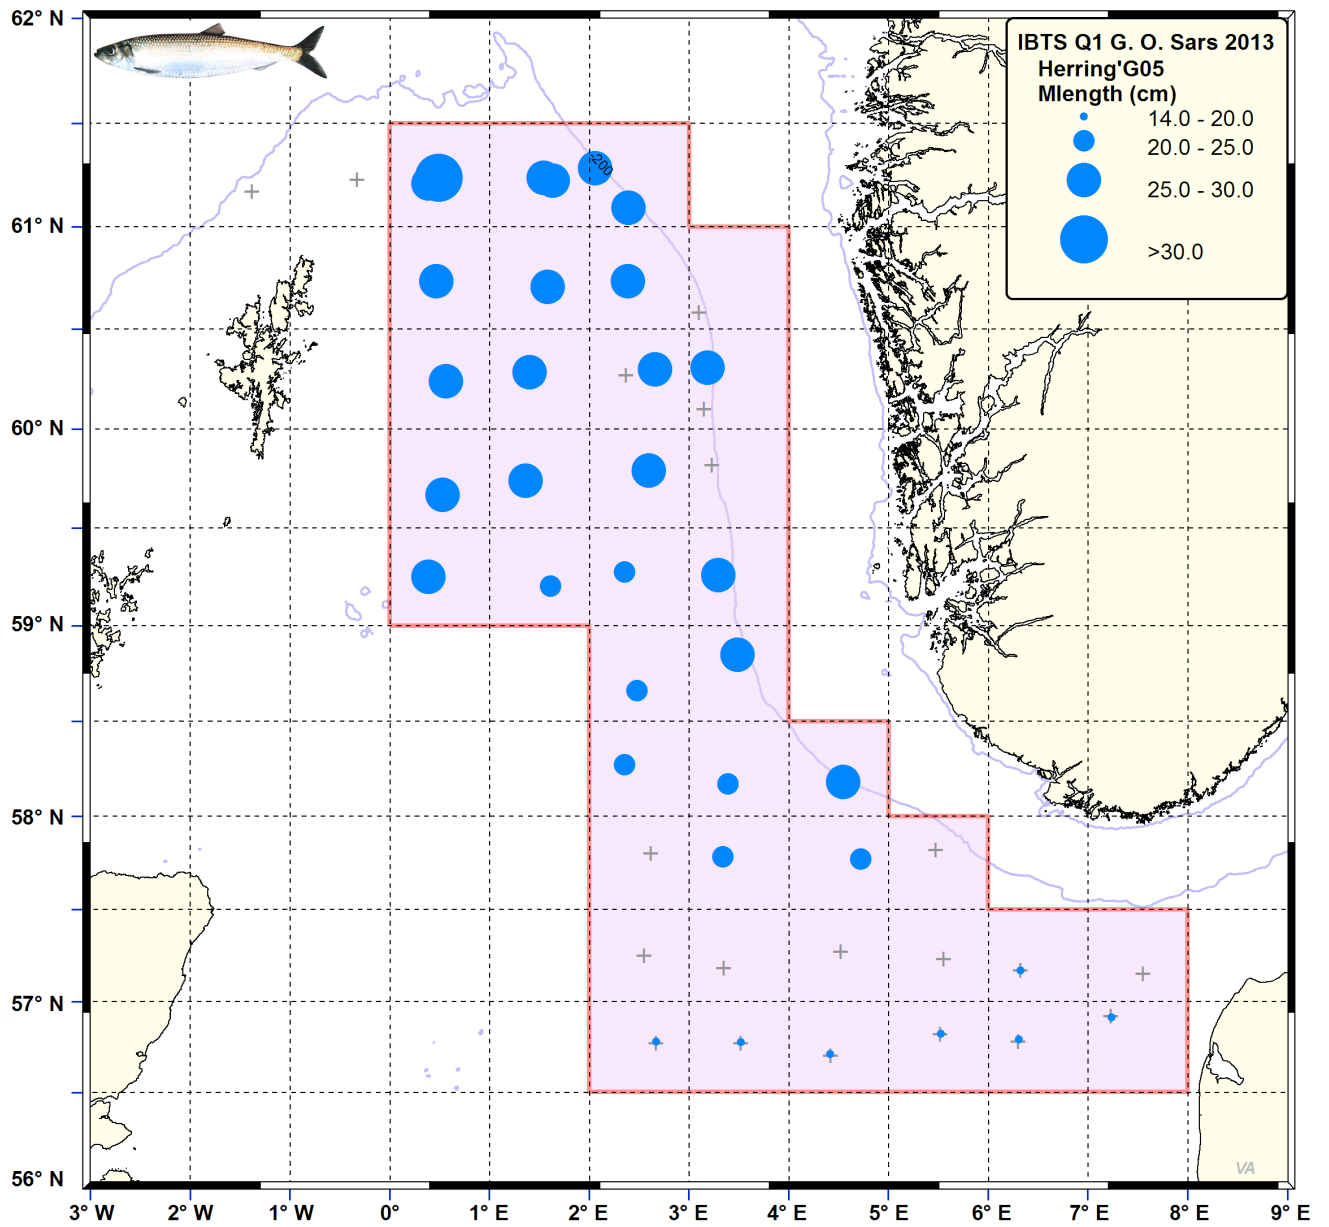 62° N
61° N
60° N
59° N
58° N
57° N
56° N
IBTS Q1 G. O. Sars 2013
Herring'G05
Mlength (cm)
14.0 - 20.0
20.0 - 25.0
25.0 - 30.0
>30.0
-200
VA
3°W 2°W 1°W 0° 1°E 2°E 3°E 4°E 5°E 6°E 7°E 8°E 9°E